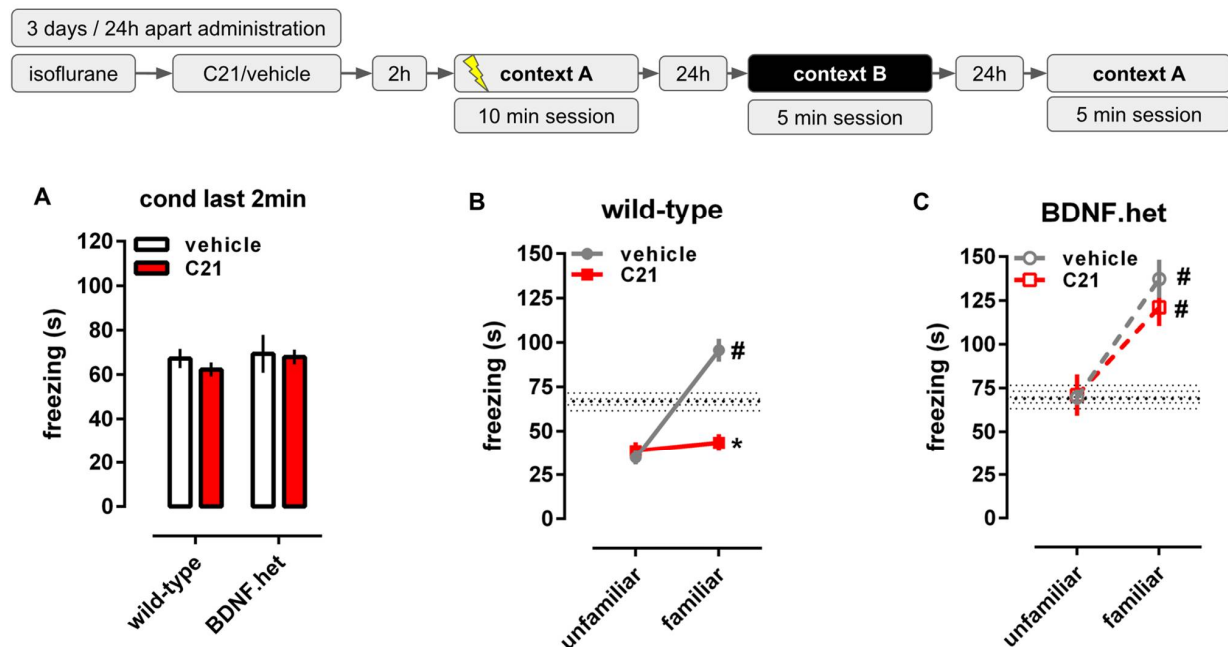 3 days / 24h apart administration
isoflurane C21/vehicle 2h context A 24h context B 24h context A
10 min session 5 min session 5 min session
A cond last 2min
vehicle
C21
freezing (s)
120
100
80
60
40
20
0
wild-type
BDNF.het
B wild-type
vehicle
C21
freezing (s)
150
125
100
75
50
25
0
#
*
unfamiliar
familiar
C BDNF.het
vehicle
C21
freezing (s)
150
125
100
75
50
25
0
#
#
unfamiliar
familiar